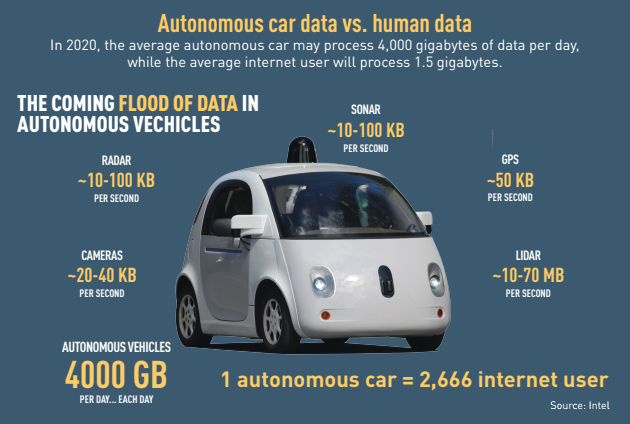 Autonomous car data vs. human data
In 2020, the average autonomous car may process 4,000 gigabytes of data per day,
while the average internet user will process 1.5 gigabytes.
THE COMING FLOOD OF DATA IN
AUTONOMOUS VECHICLES
SONAR
~10-100 KB
PER SECOND
RADAR
~10-100 KB
PER SECOND
GPS
~50 KB
PER SECOND
CAMERAS
~20-40 KB
PER SECOND
LIDAR
~10-70 MB
PER SECOND
AUTONOMOUS VEHICLES
4000 GB
PER DAY... EACH DAY
1 autonomous car = 2,666 internet user
Source: Intel